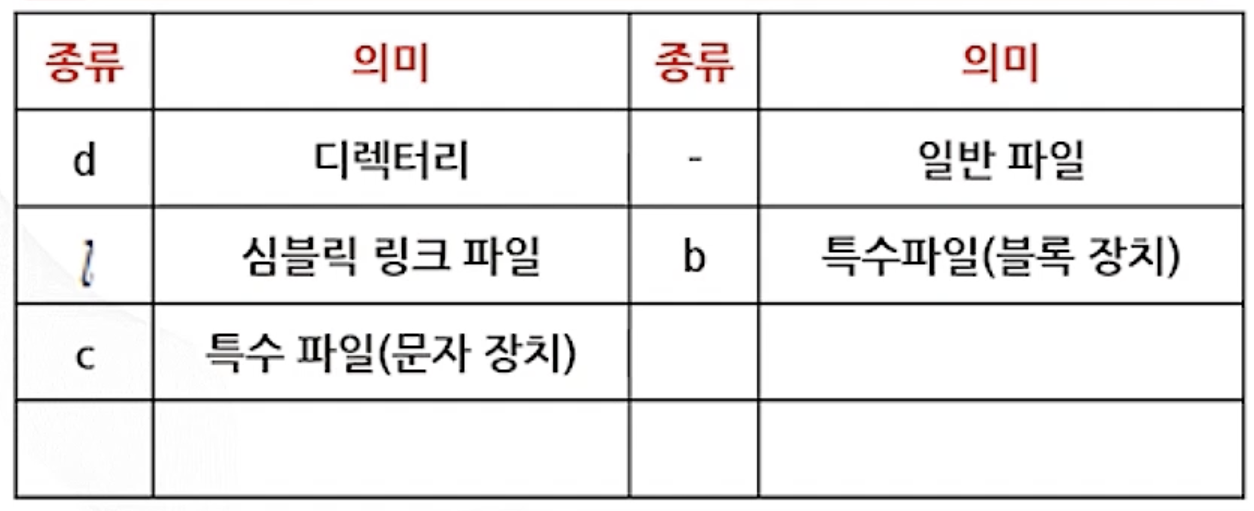 종류 의미 종류 의미
d 디렉터리 - 일반 파일
l 심블릭 링크 파일 b 특수파일(블록 장치)
c 특수 파일(문자 장치)